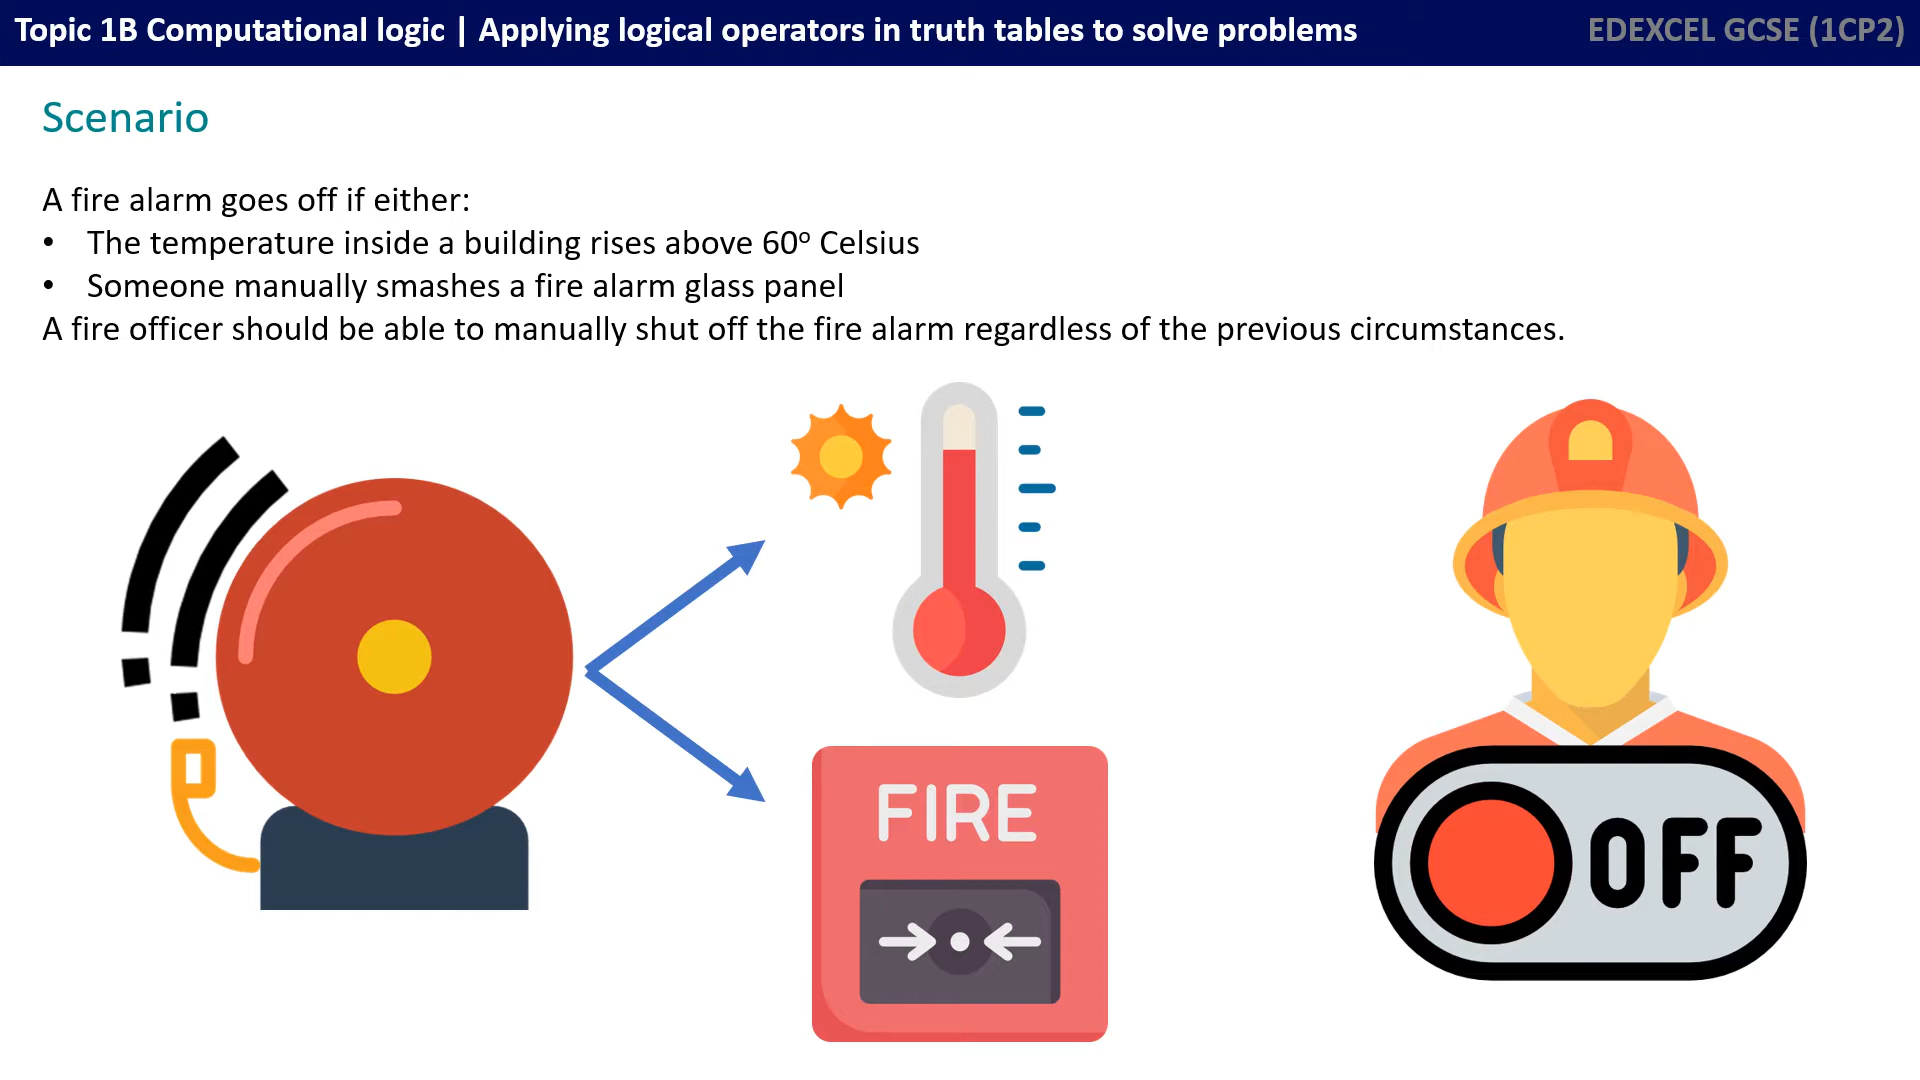 Topic 1B Computational logic | Applying logical operators in truth tables to solve problems
EDEXCEL GCSE (1CP2)
Scenario
A fire alarm goes off if either:
• The temperature inside a building rises above 60º Celsius
• Someone manually smashes a fire alarm glass panel
A fire officer should be able to manually shut off the fire alarm regardless of the previous circumstances.
FIRE
OFF